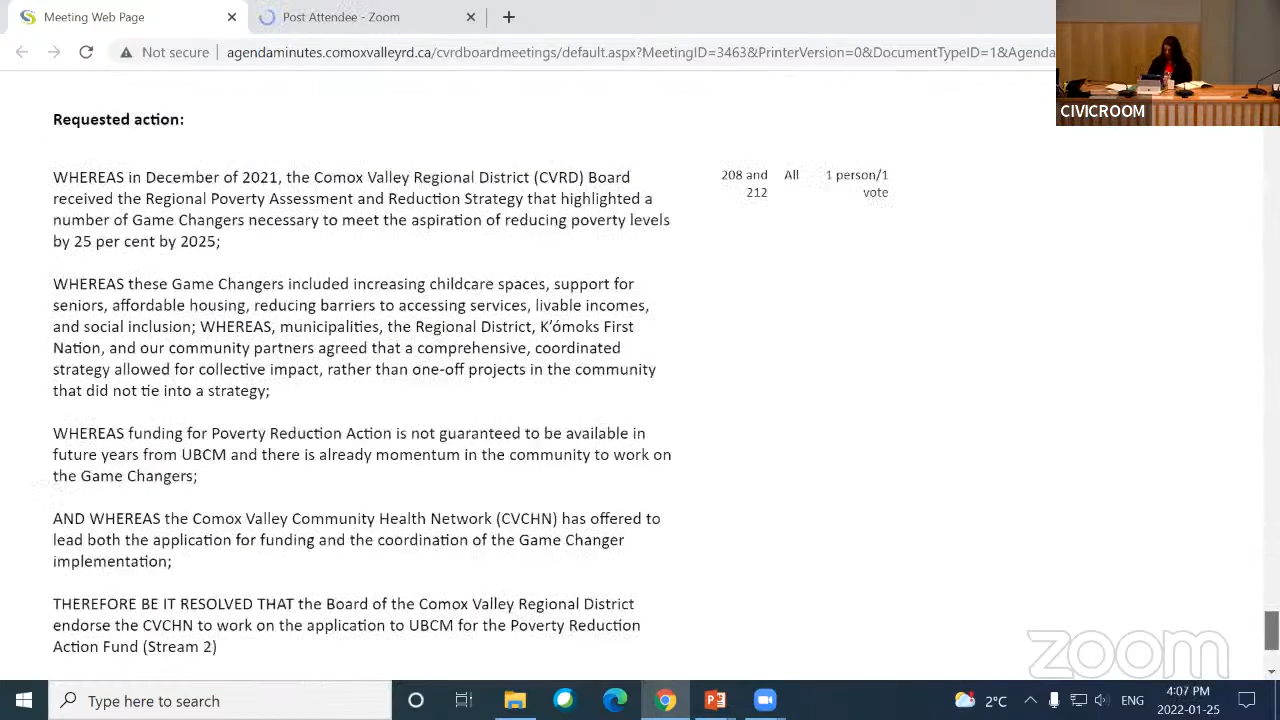 Meeting Web Page
Post Attendee - Zoom
Not secure
agendaminutes.comoxvalleyrd.ca/cvrdboardmeetings/default.aspx?MeetingID=3463&PrinterVersion=0&DocumentTypeID=1&Agenda
CIVICROOM
Requested action:
WHEREAS in December of 2021, the Comox Valley Regional District (CVRD) Board
received the Regional Poverty Assessment and Reduction Strategy that highlighted a
number of Game Changers necessary to meet the aspiration of reducing poverty levels
by 25 per cent by 2025;
208 and
212
All
1 person/1
vote
WHEREAS these Game Changers included increasing childcare spaces, support for
seniors, affordable housing, reducing barriers to accessing services, livable incomes,
and social inclusion; WHEREAS, municipalities, the Regional District, K’ómoks First
Nation, and our community partners agreed that a comprehensive, coordinated
strategy allowed for collective impact, rather than one-off projects in the community
that did not tie into a strategy;
WHEREAS funding for Poverty Reduction Action is not guaranteed to be available in
future years from UBCM and there is already momentum in the community to work on
the Game Changers;
AND WHEREAS the Comox Valley Community Health Network (CVCHN) has offered to
lead both the application for funding and the coordination of the Game Changer
implementation;
THEREFORE BE IT RESOLVED THAT the Board of the Comox Valley Regional District
endorse the CVCHN to work on the application to UBCM for the Poverty Reduction
Action Fund (Stream 2)
zoom
Type here to search
2°C
ENG
4:07 PM
2022-01-25